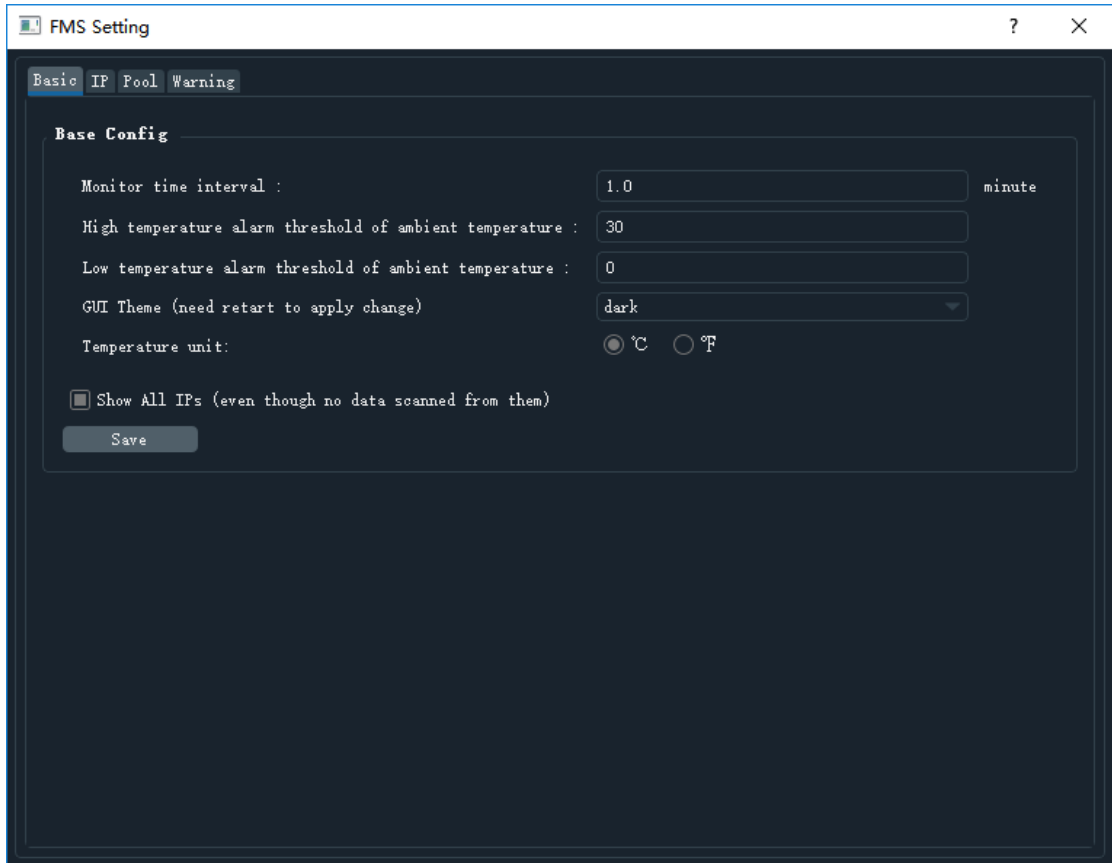 FMS Setting ?
Basic IP Pool Warning
Base Config
Monitor time interval : 1.0 minute
High temperature alarm threshold of ambient temperature : 30
Low temperature alarm threshold of ambient temperature : 0
GUI Theme (need retart to apply change) dark
Temperature unit: ℃ ℉
Show All IPs (even though no data scanned from them)
Save